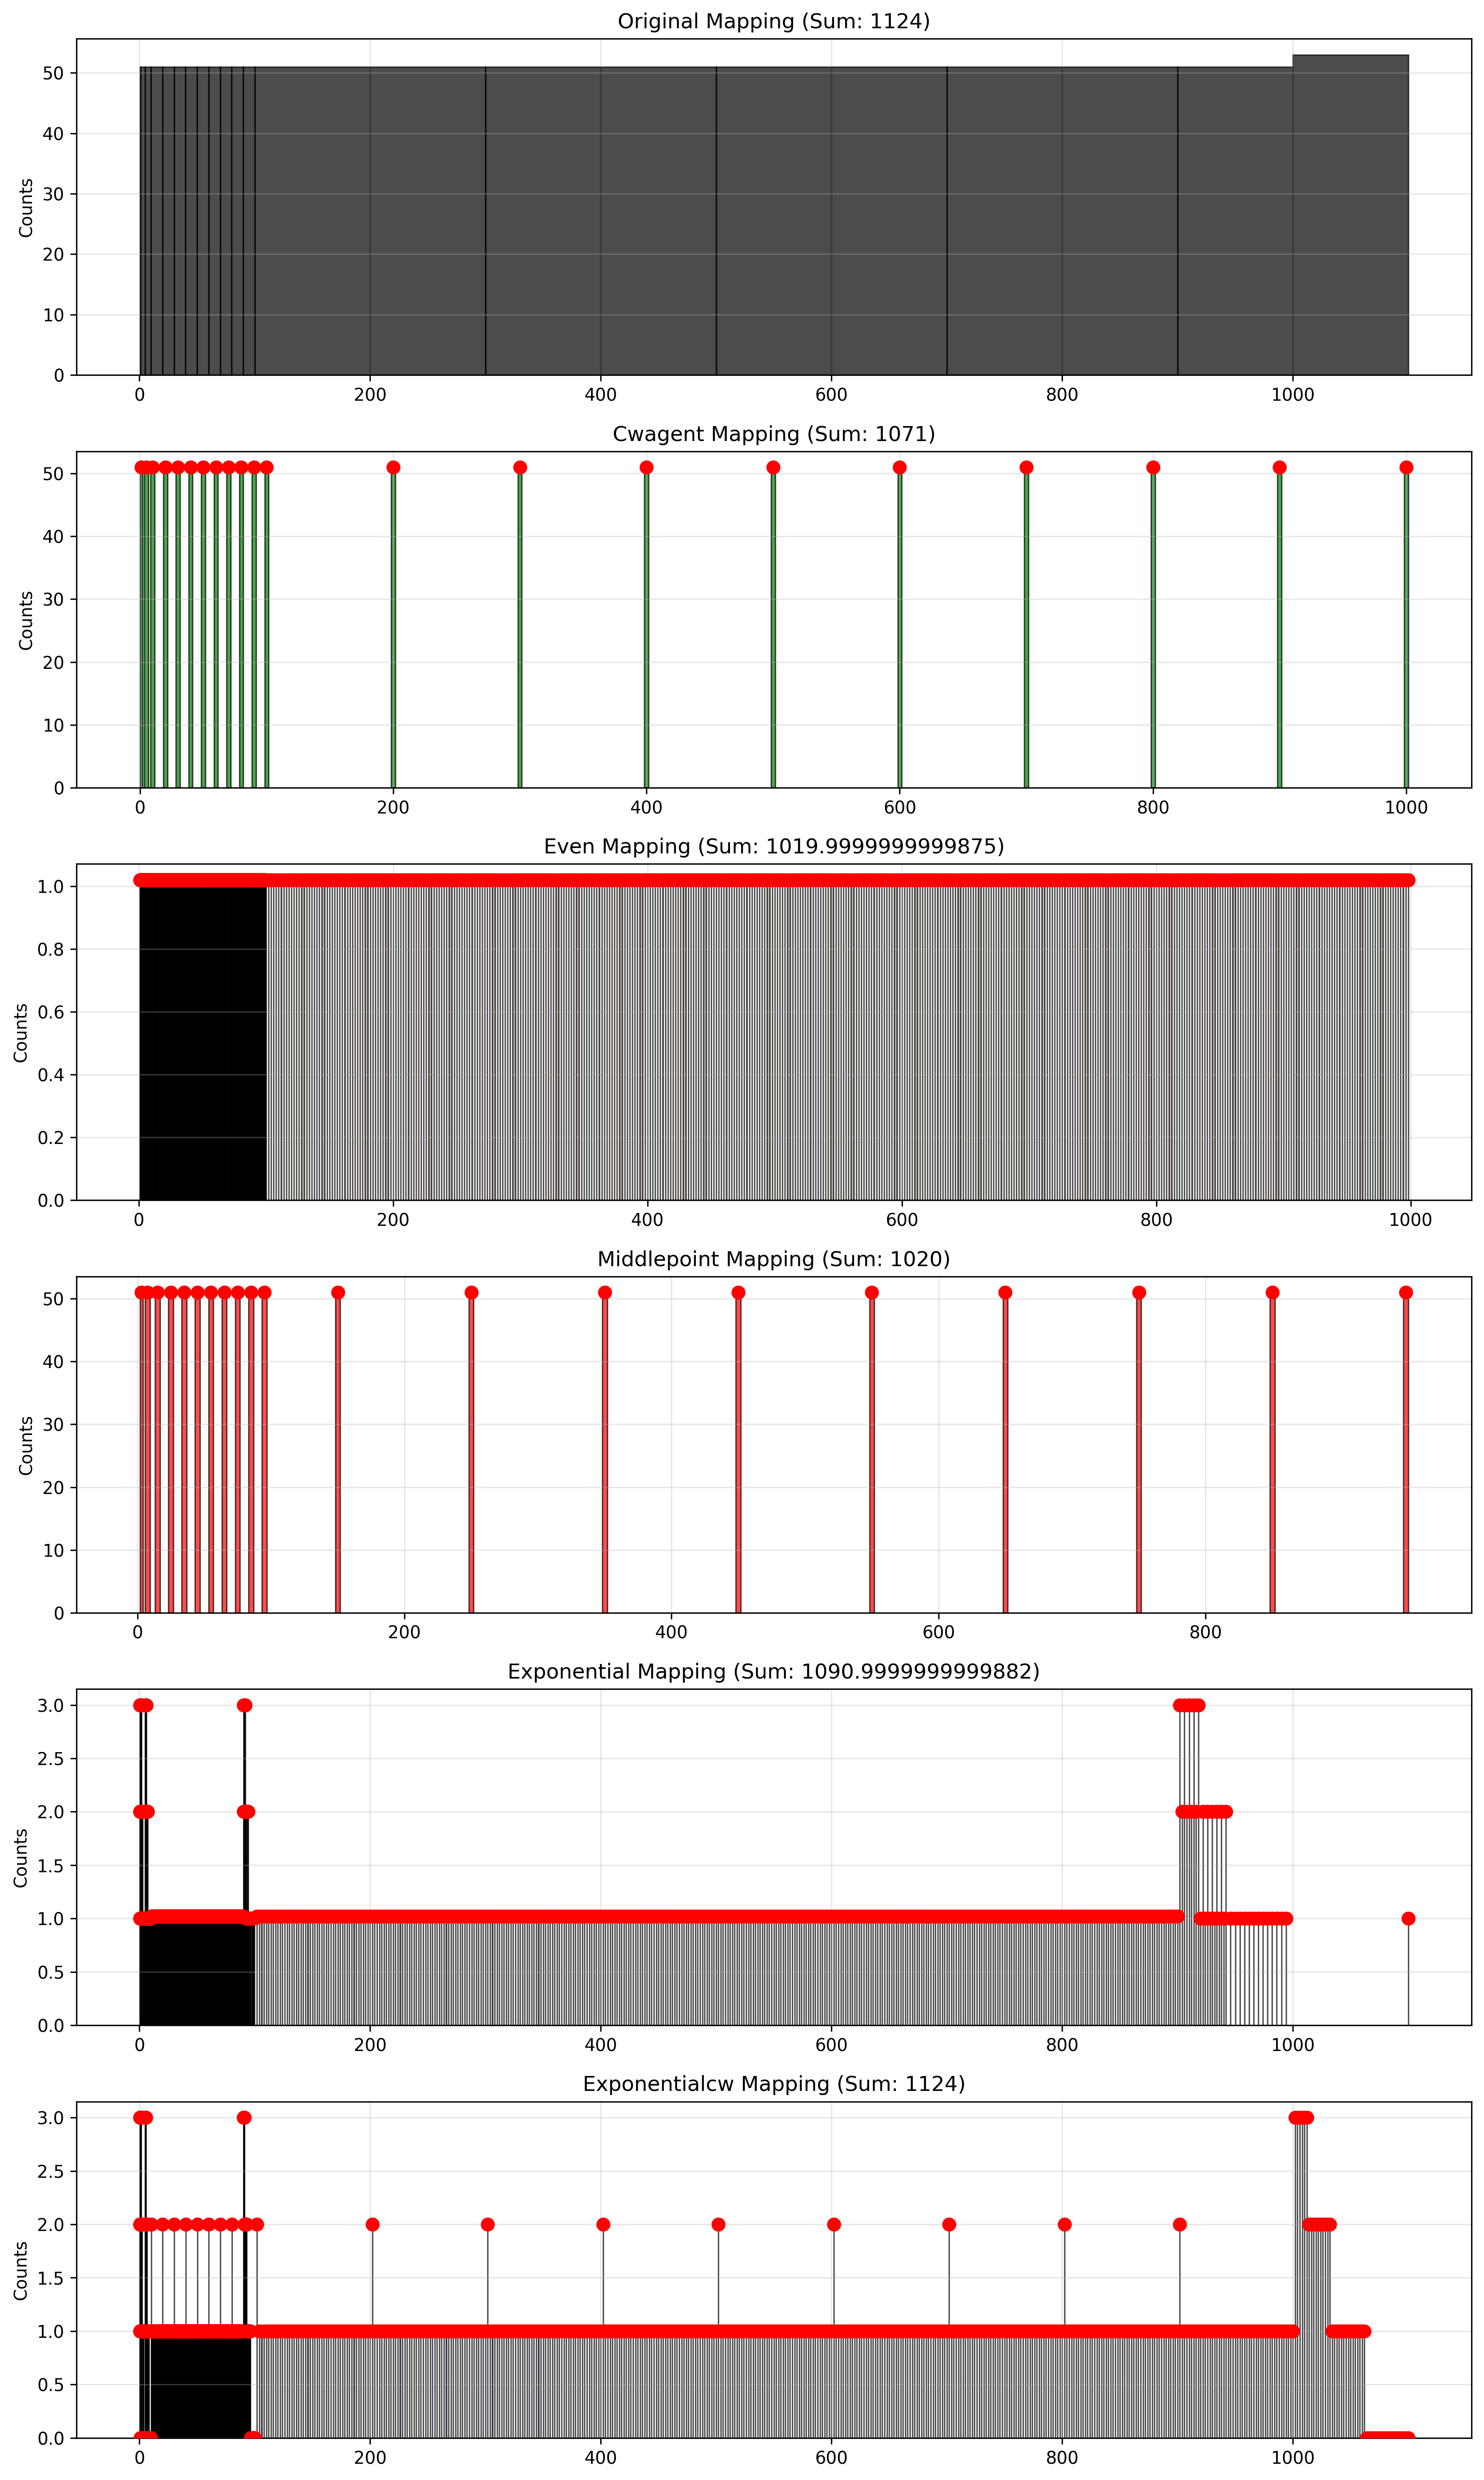 Original Mapping (Sum: 1124)
50
40
30
20
10
0
Counts
0 200 400 600 800 1000
Cwagent Mapping (Sum: 1071)
50
40
30
20
10
0
Counts
0 200 400 600 800 1000
Even Mapping (Sum: 1019.9999999999875)
1.0
0.8
0.6
0.4
0.2
0.0
Counts
0 200 400 600 800 1000
Middlepoint Mapping (Sum: 1020)
50
40
30
20
10
0
Counts
0 200 400 600 800
Exponential Mapping (Sum: 1090.9999999999882)
3.0
2.5
2.0
1.5
1.0
0.5
0.0
Counts
0 200 400 600 800 1000
Exponentialcw Mapping (Sum: 1124)
3.0
2.5
2.0
1.5
1.0
0.5
0.0
Counts
0 200 400 600 800 1000